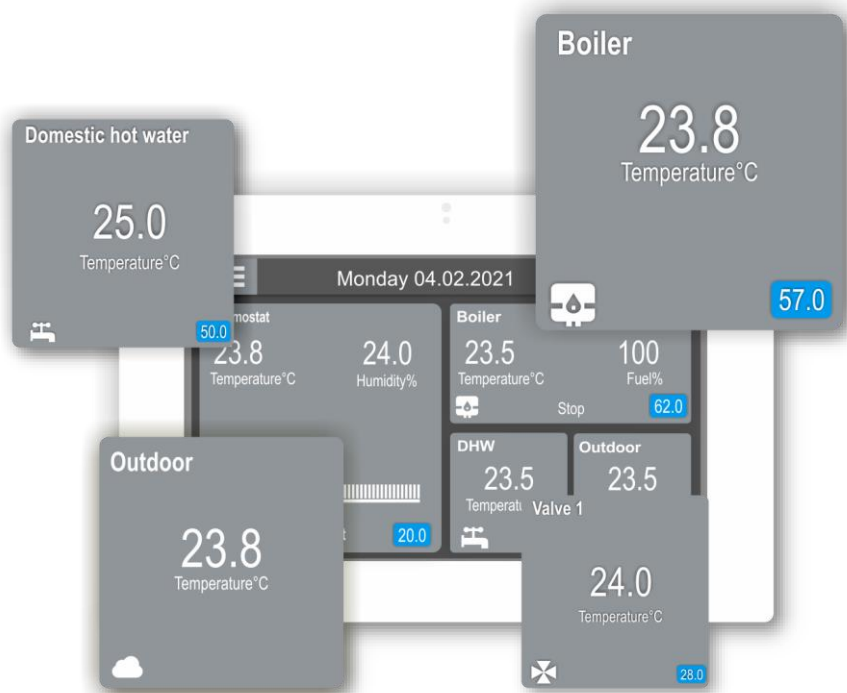 Boiler
23.8
Temperature°C
57.0
Domestic hot water
25.0
Temperature°C
50.0
Monday 04.02.2021
23.8
Temperature°C
24.0
Humidity%
20.0
Boiler
23.5
Temperature°C
100
Fuel%
Stop
62.0
DHW
23.5
Outdoor
23.5
Outdoor
23.8
Temperature°C
Valve 1
24.0
Temperature°C
28.0